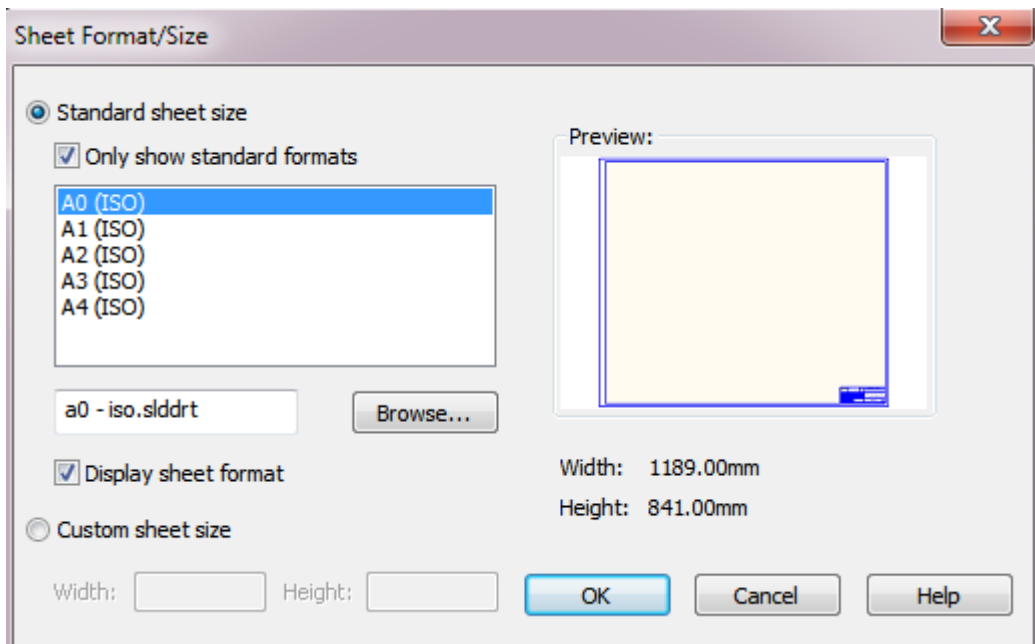 Sheet Format/Size
Standard sheet size
Only show standard formats
A0 (ISO)
A1 (ISO)
A2 (ISO)
A3 (ISO)
A4 (ISO)
a0 - iso.slddrt
Browse...
Display sheet format
Custom sheet size
Width:
Height:
Preview:
Width: 1189.00mm
Height: 841.00mm
OK
Cancel
Help